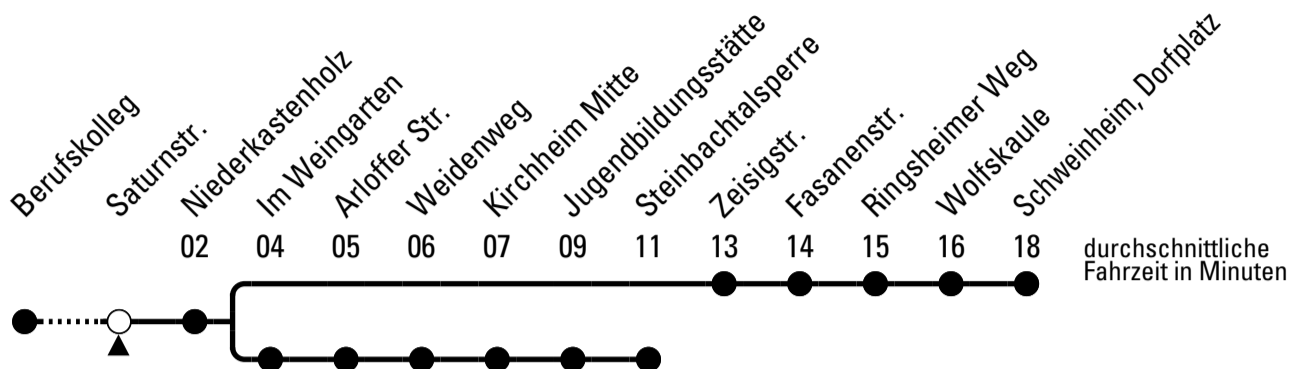 Berufskolleg
Saturnstr.
Niederkastenholz
Im Weingarten
Arloffer Str.
Weidenweg
Kirchheim Mitte
Jugendbildungsstätte
Steinbachtalsperre
Zeisigstr.
Fasanenstr.
Ringsheimer Weg
Wolfskaule
Schweinheim, Dorfplatz
02 04 05 06 07 09 11 13 14 15 16 18
durchschnittliche
Fahrzeit in Minuten